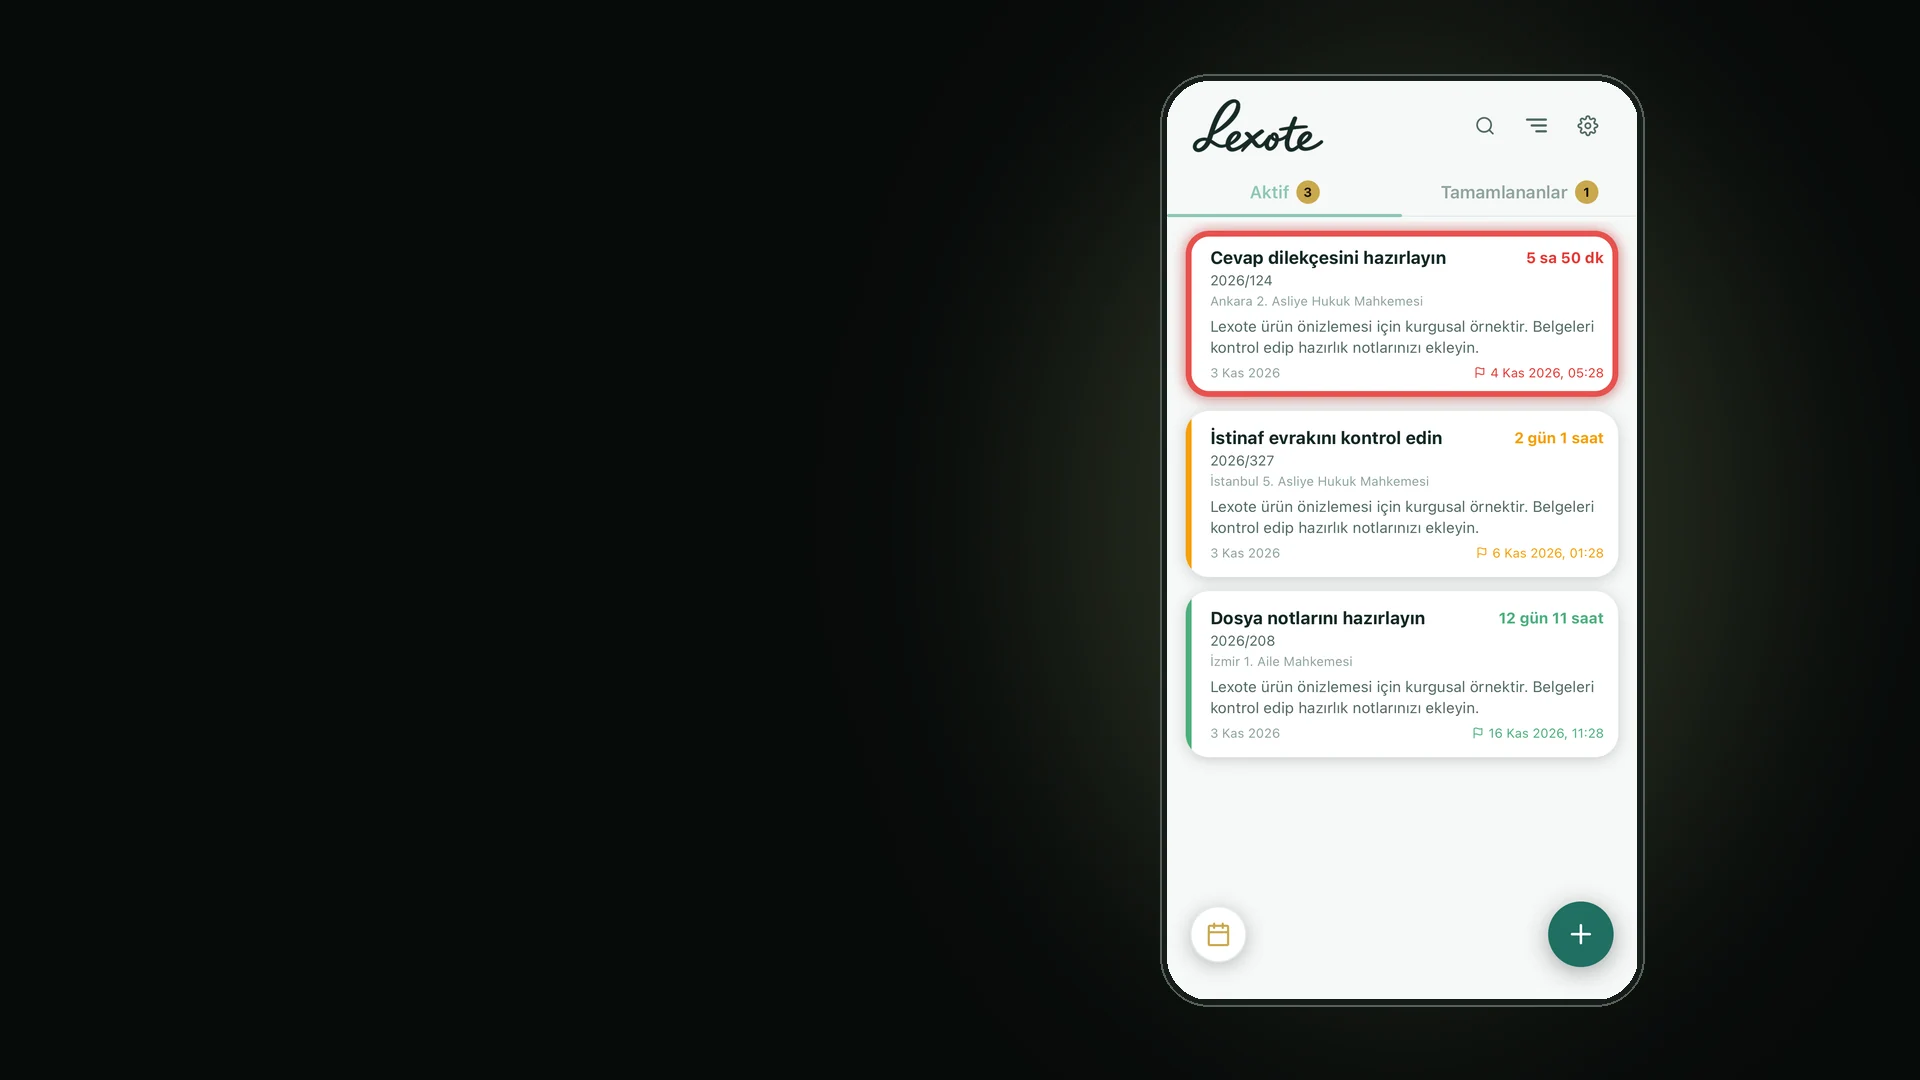 Lexote
Aktif 3
Tamamlananlar 1
Cevap dilekçesini hazırlayın 5 sa 50 dk
2026/124
Ankara 2. Asliye Hukuk Mahkemesi
Lexote ürün önizlemesi için kurgusal örnektir. Belgeleri
kontrol edip hazırlık notlarınızı ekleyin.
3 Kas 2026 4 Kas 2026, 05:28
İstinaf evrakını kontrol edin 2 gün 1 saat
2026/327
İstanbul 5. Asliye Hukuk Mahkemesi
Lexote ürün önizlemesi için kurgusal örnektir. Belgeleri
kontrol edip hazırlık notlarınızı ekleyin.
3 Kas 2026 6 Kas 2026, 01:28
Dosya notlarını hazırlayın 12 gün 11 saat
2026/208
İzmir 1. Aile Mahkemesi
Lexote ürün önizlemesi için kurgusal örnektir. Belgeleri
kontrol edip hazırlık notlarınızı ekleyin.
3 Kas 2026 16 Kas 2026, 11:28